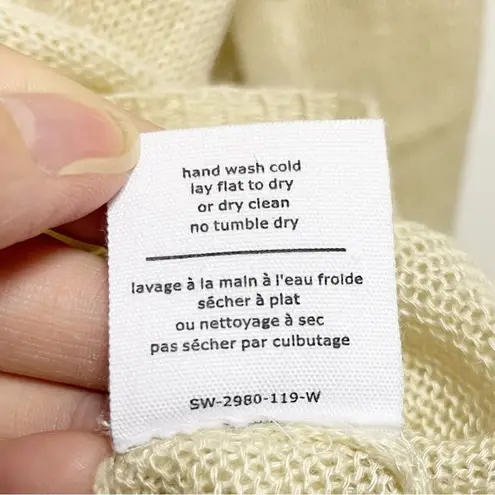 hand wash cold
lay flat to dry
or dry clean
no tumble dry
lavage à la main à l'eau froide
sécher à plat
ou nettoyage à sec
pas sécher par culbutage
SW-2980-119-W